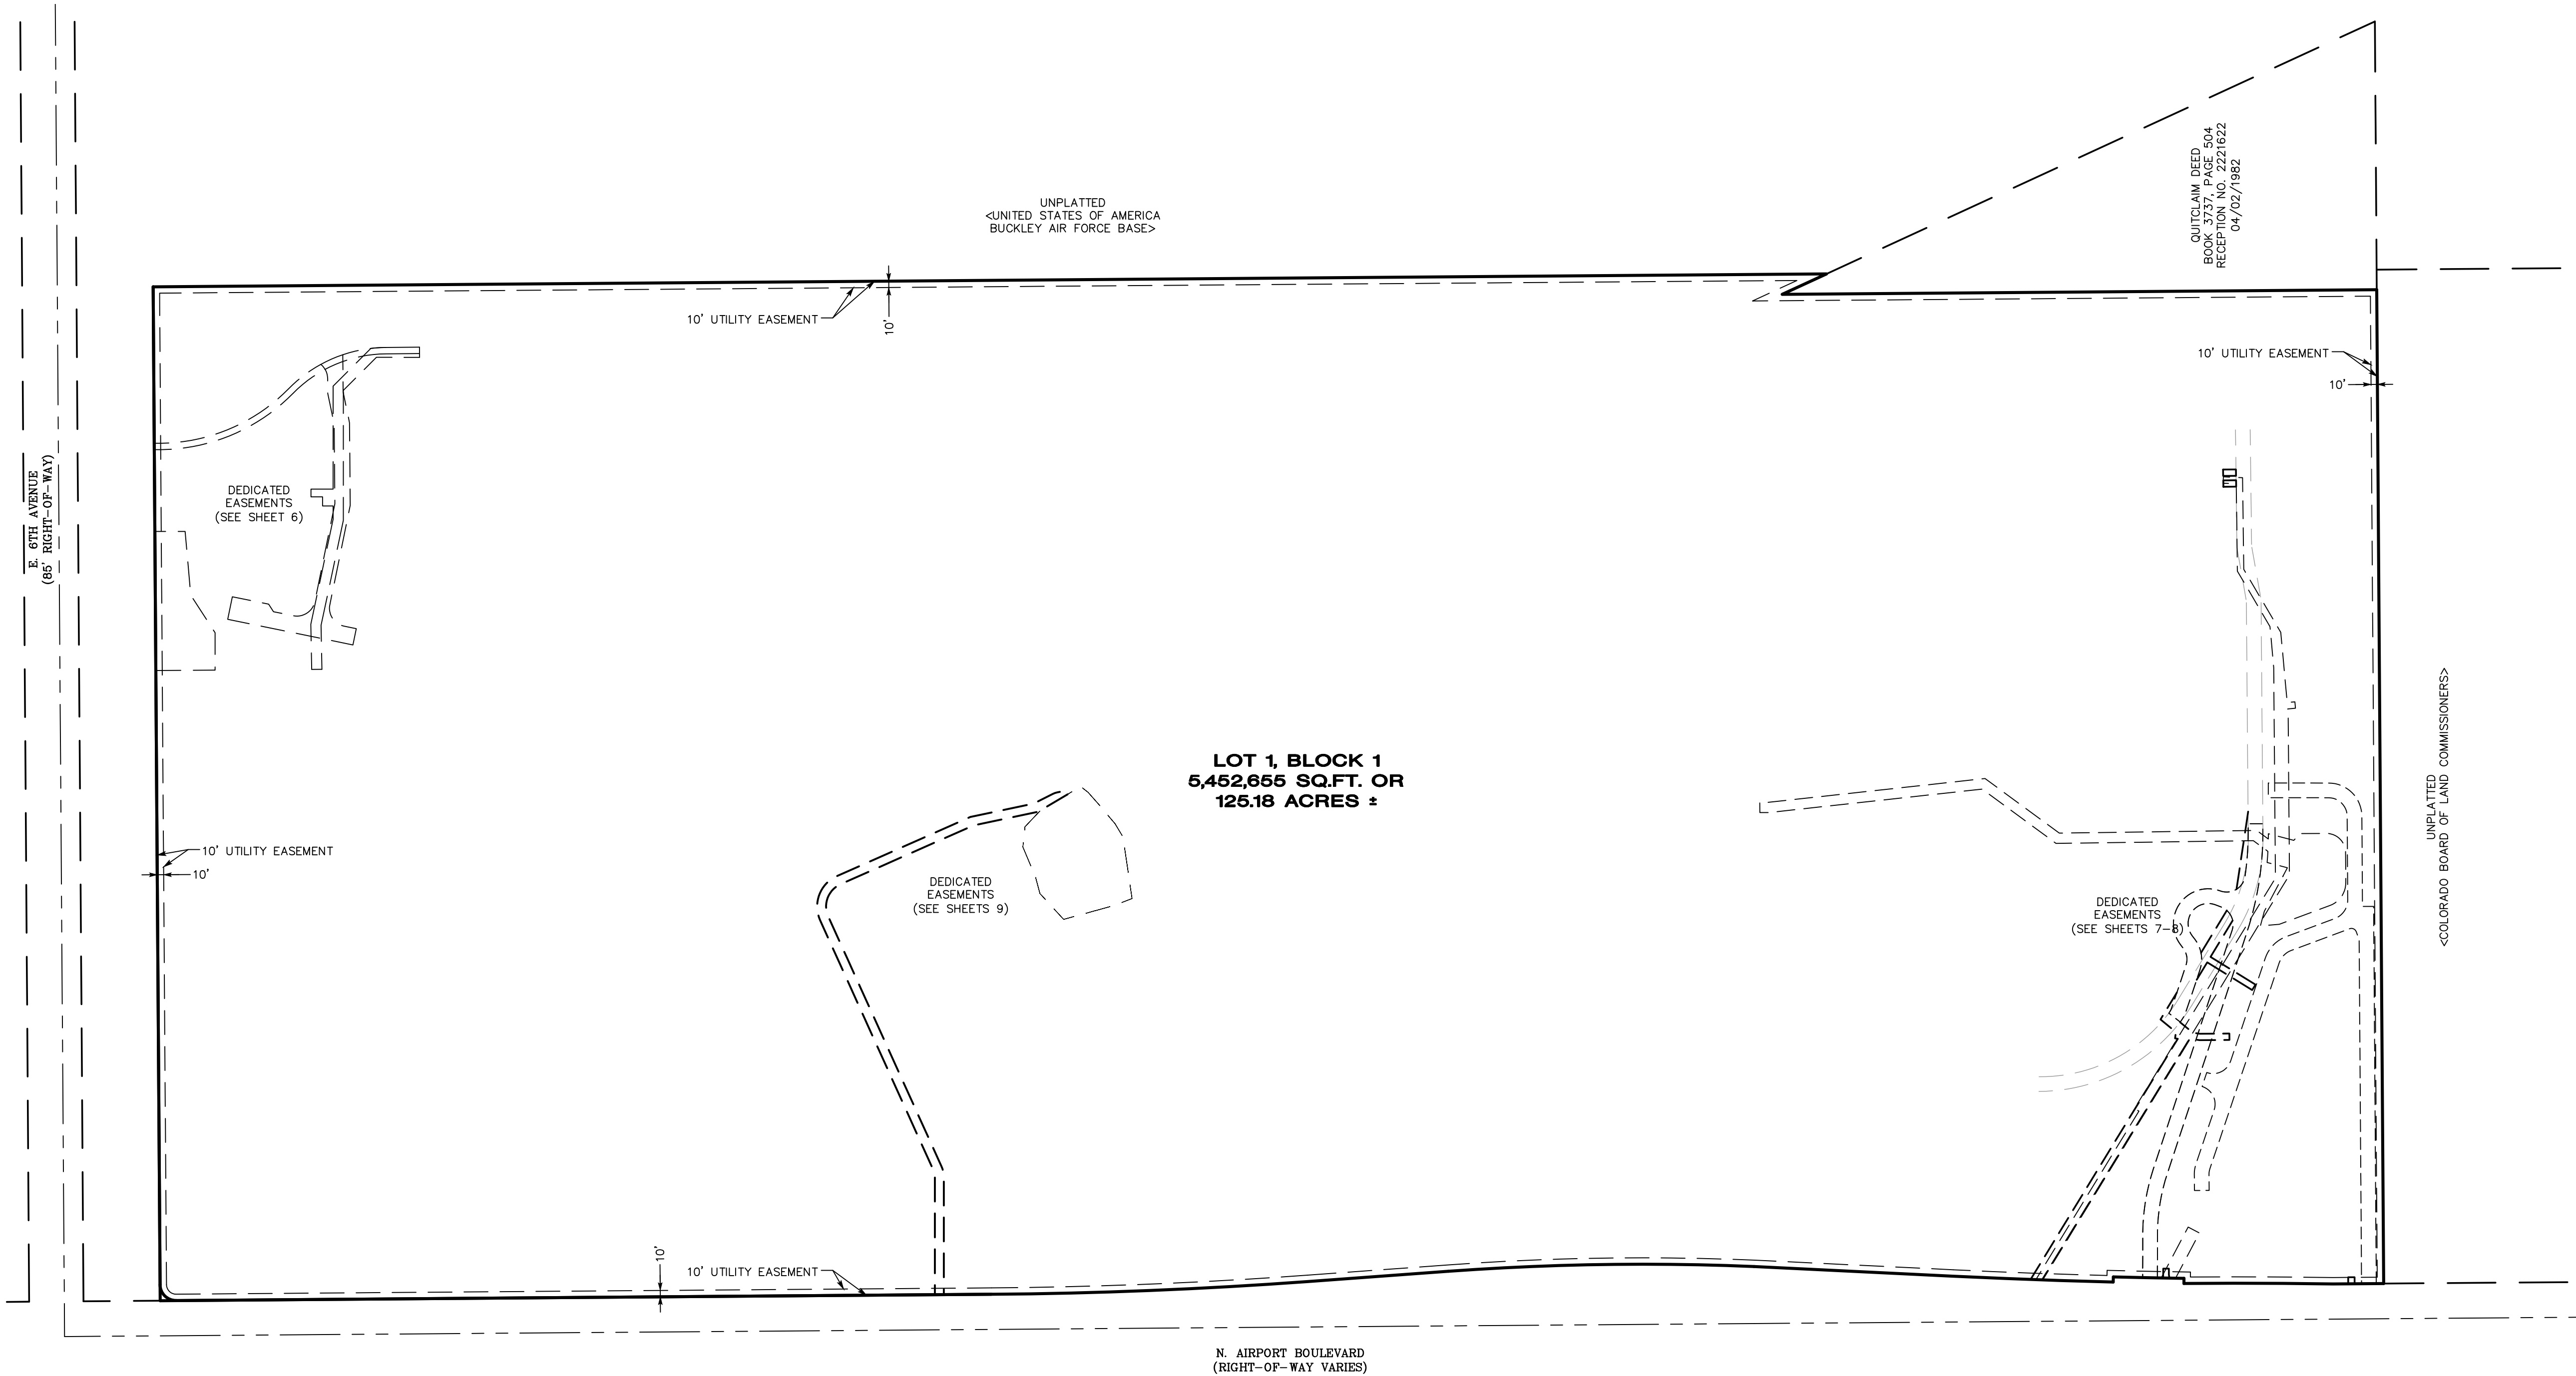 UNPLATTED
<UNITED STATES OF AMERICA
BUCKLEY AIR FORCE BASE>
QUITCLAIM DEED
BOOK 3737, PAGE 504
RECEPTION NO. 2221622
04/02/1982
10' UTILITY EASEMENT
10'
10' UTILITY EASEMENT
10'
E. 6TH AVENUE
(85' RIGHT-OF-WAY)
DEDICATED
EASEMENTS
(SEE SHEET 6)
LOT 1, BLOCK 1
5,452,655 SQ.FT. OR
125.18 ACRES ±
UNPLATTED
<COLORADO BOARD OF LAND COMMISSIONERS>
10' UTILITY EASEMENT
10'
DEDICATED
EASEMENTS
(SEE SHEETS 9)
DEDICATED
EASEMENTS
(SEE SHEETS 7-8)
10'
10' UTILITY EASEMENT
N. AIRPORT BOULEVARD
(RIGHT-OF-WAY VARIES)